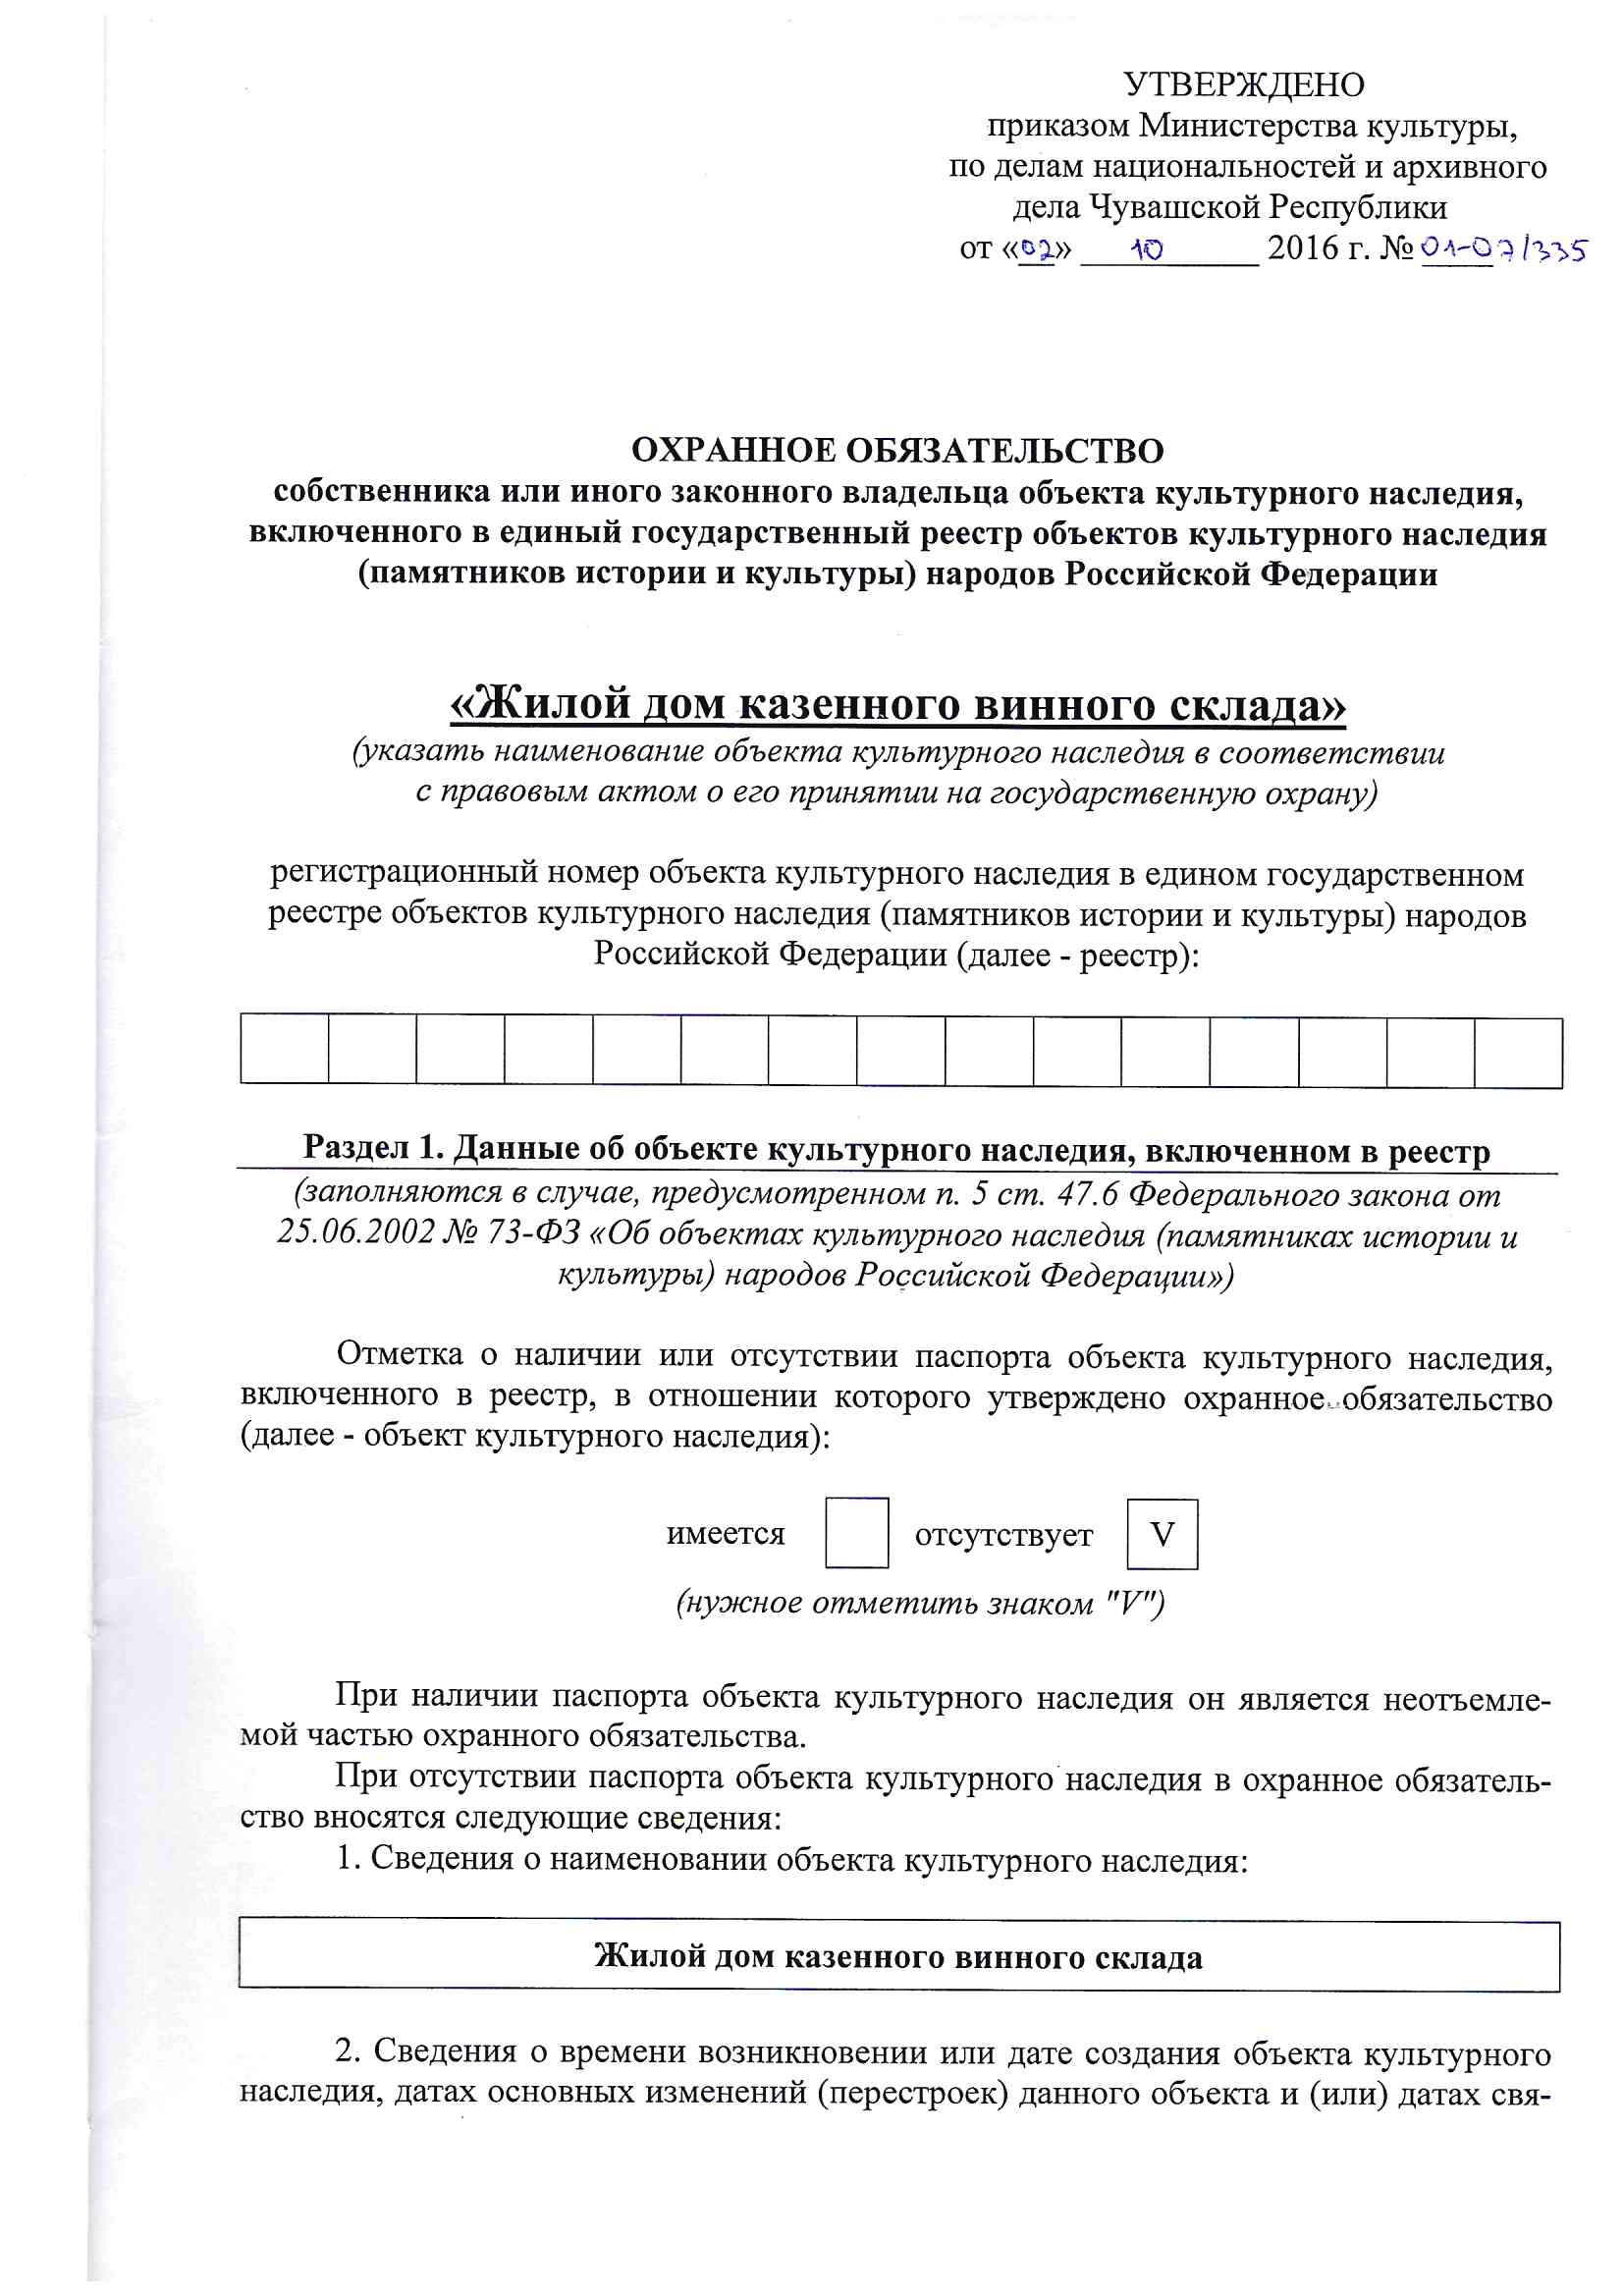 УТВЕРЖДЕНО
приказом Министерства культуры,
по делам национальностей и архивного
дела Чувашской Республики
от «02» 10 2016 г. № 01-07/335
ОХРАННОЕ ОБЯЗАТЕЛЬСТВО
собственника или иного законного владельца объекта культурного наследия,
включенного в единый государственный реестр объектов культурного наследия
(памятников истории и культуры) народов Российской Федерации
«Жилой дом казенного винного склада»
(указать наименование объекта культурного наследия в соответствии
с правовым актом о его принятии на государственную охрану)
регистрационный номер объекта культурного наследия в едином государственном
реестре объектов культурного наследия (памятников истории и культуры) народов
Российской Федерации (далее - реестр):
Раздел 1. Данные об объекте культурного наследия, включенном в реестр
(заполняются в случае, предусмотренном п. 5 ст. 47.6 Федерального закона от
25.06.2002 № 73-ФЗ «Об объектах культурного наследия (памятниках истории и
культуры) народов Российской Федерации»)
Отметка о наличии или отсутствии паспорта объекта культурного наследия,
включенного в реестр, в отношении которого утверждено охранное обязательство
(далее - объект культурного наследия):
имеется отсутствует V
(нужное отметить знаком "V")
При наличии паспорта объекта культурного наследия он является неотъемле-
мой частью охранного обязательства.
При отсутствии паспорта объекта культурного наследия в охранное обязатель-
ство вносятся следующие сведения:
1. Сведения о наименовании объекта культурного наследия:
Жилой дом казенного винного склада
2. Сведения о времени возникновении или дате создания объекта культурного
наследия, датах основных изменений (перестроек) данного объекта и (или) датах свя-